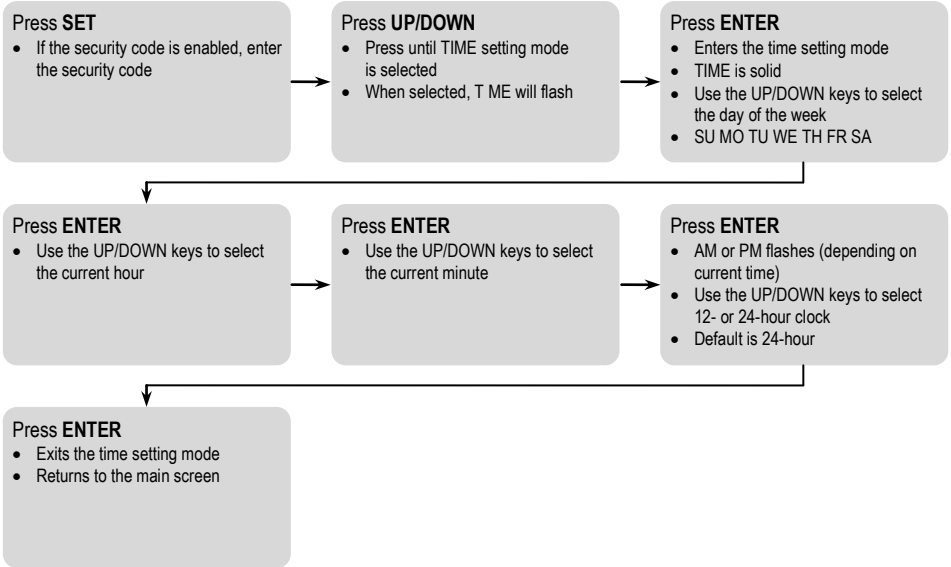 Press SET
• If the security code is enabled, enter
the security code
Press UP/DOWN
• Press until TIME setting mode
is selected
• When selected, T ME will flash
Press ENTER
• Enters the time setting mode
• TIME is solid
• Use the UP/DOWN keys to select
the day of the week
• SU MO TU WE TH FR SA
Press ENTER
• Use the UP/DOWN keys to select
the current hour
Press ENTER
• Use the UP/DOWN keys to select
the current minute
Press ENTER
• AM or PM flashes (depending on
current time)
• Use the UP/DOWN keys to select
12- or 24-hour clock
• Default is 24-hour
Press ENTER
• Exits the time setting mode
• Returns to the main screen